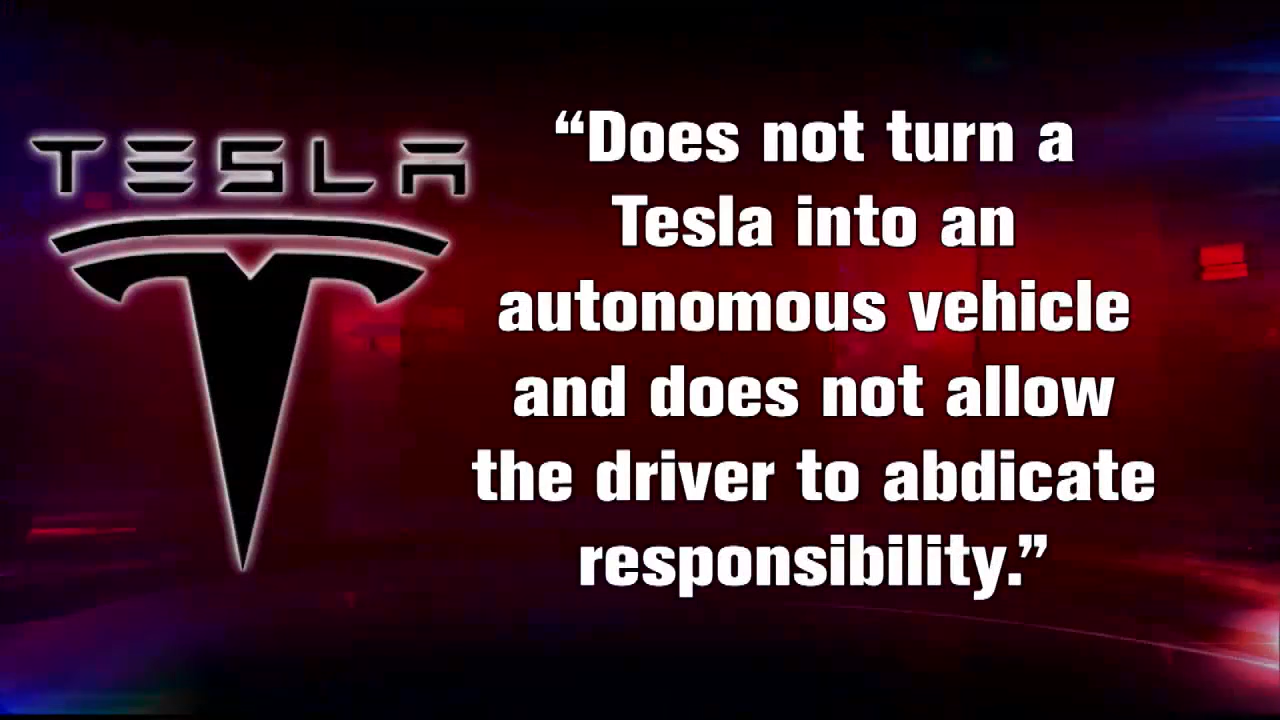 TESLA
“Does not turn a
Tesla into an
autonomous vehicle
and does not allow
the driver to abdicate
responsibility.”